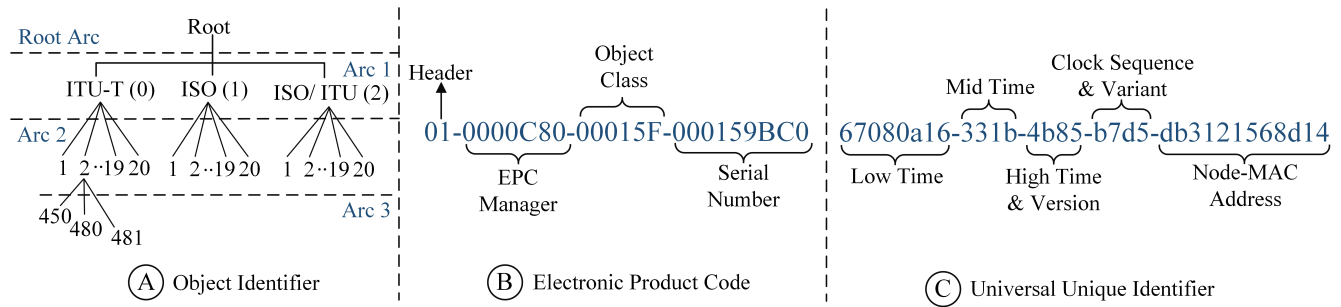 Root
Root Arc
Arc 1
ITU-T (0) ISO (1) ISO/ ITU (2)
Arc 2
1 2··19 20 1 2··19 20 1 2··19 20
Arc 3
450
480
481
A Object Identifier
Header
Object
Class
01-0000C80-00015F-000159BC0
EPC
Manager
Serial
Number
B Electronic Product Code
Clock Sequence
& Variant
Mid Time
67080a16-331b-4b85-b7d5-db3121568d14
Low Time
High Time
& Version
Node-MAC
Address
C Universal Unique Identifier